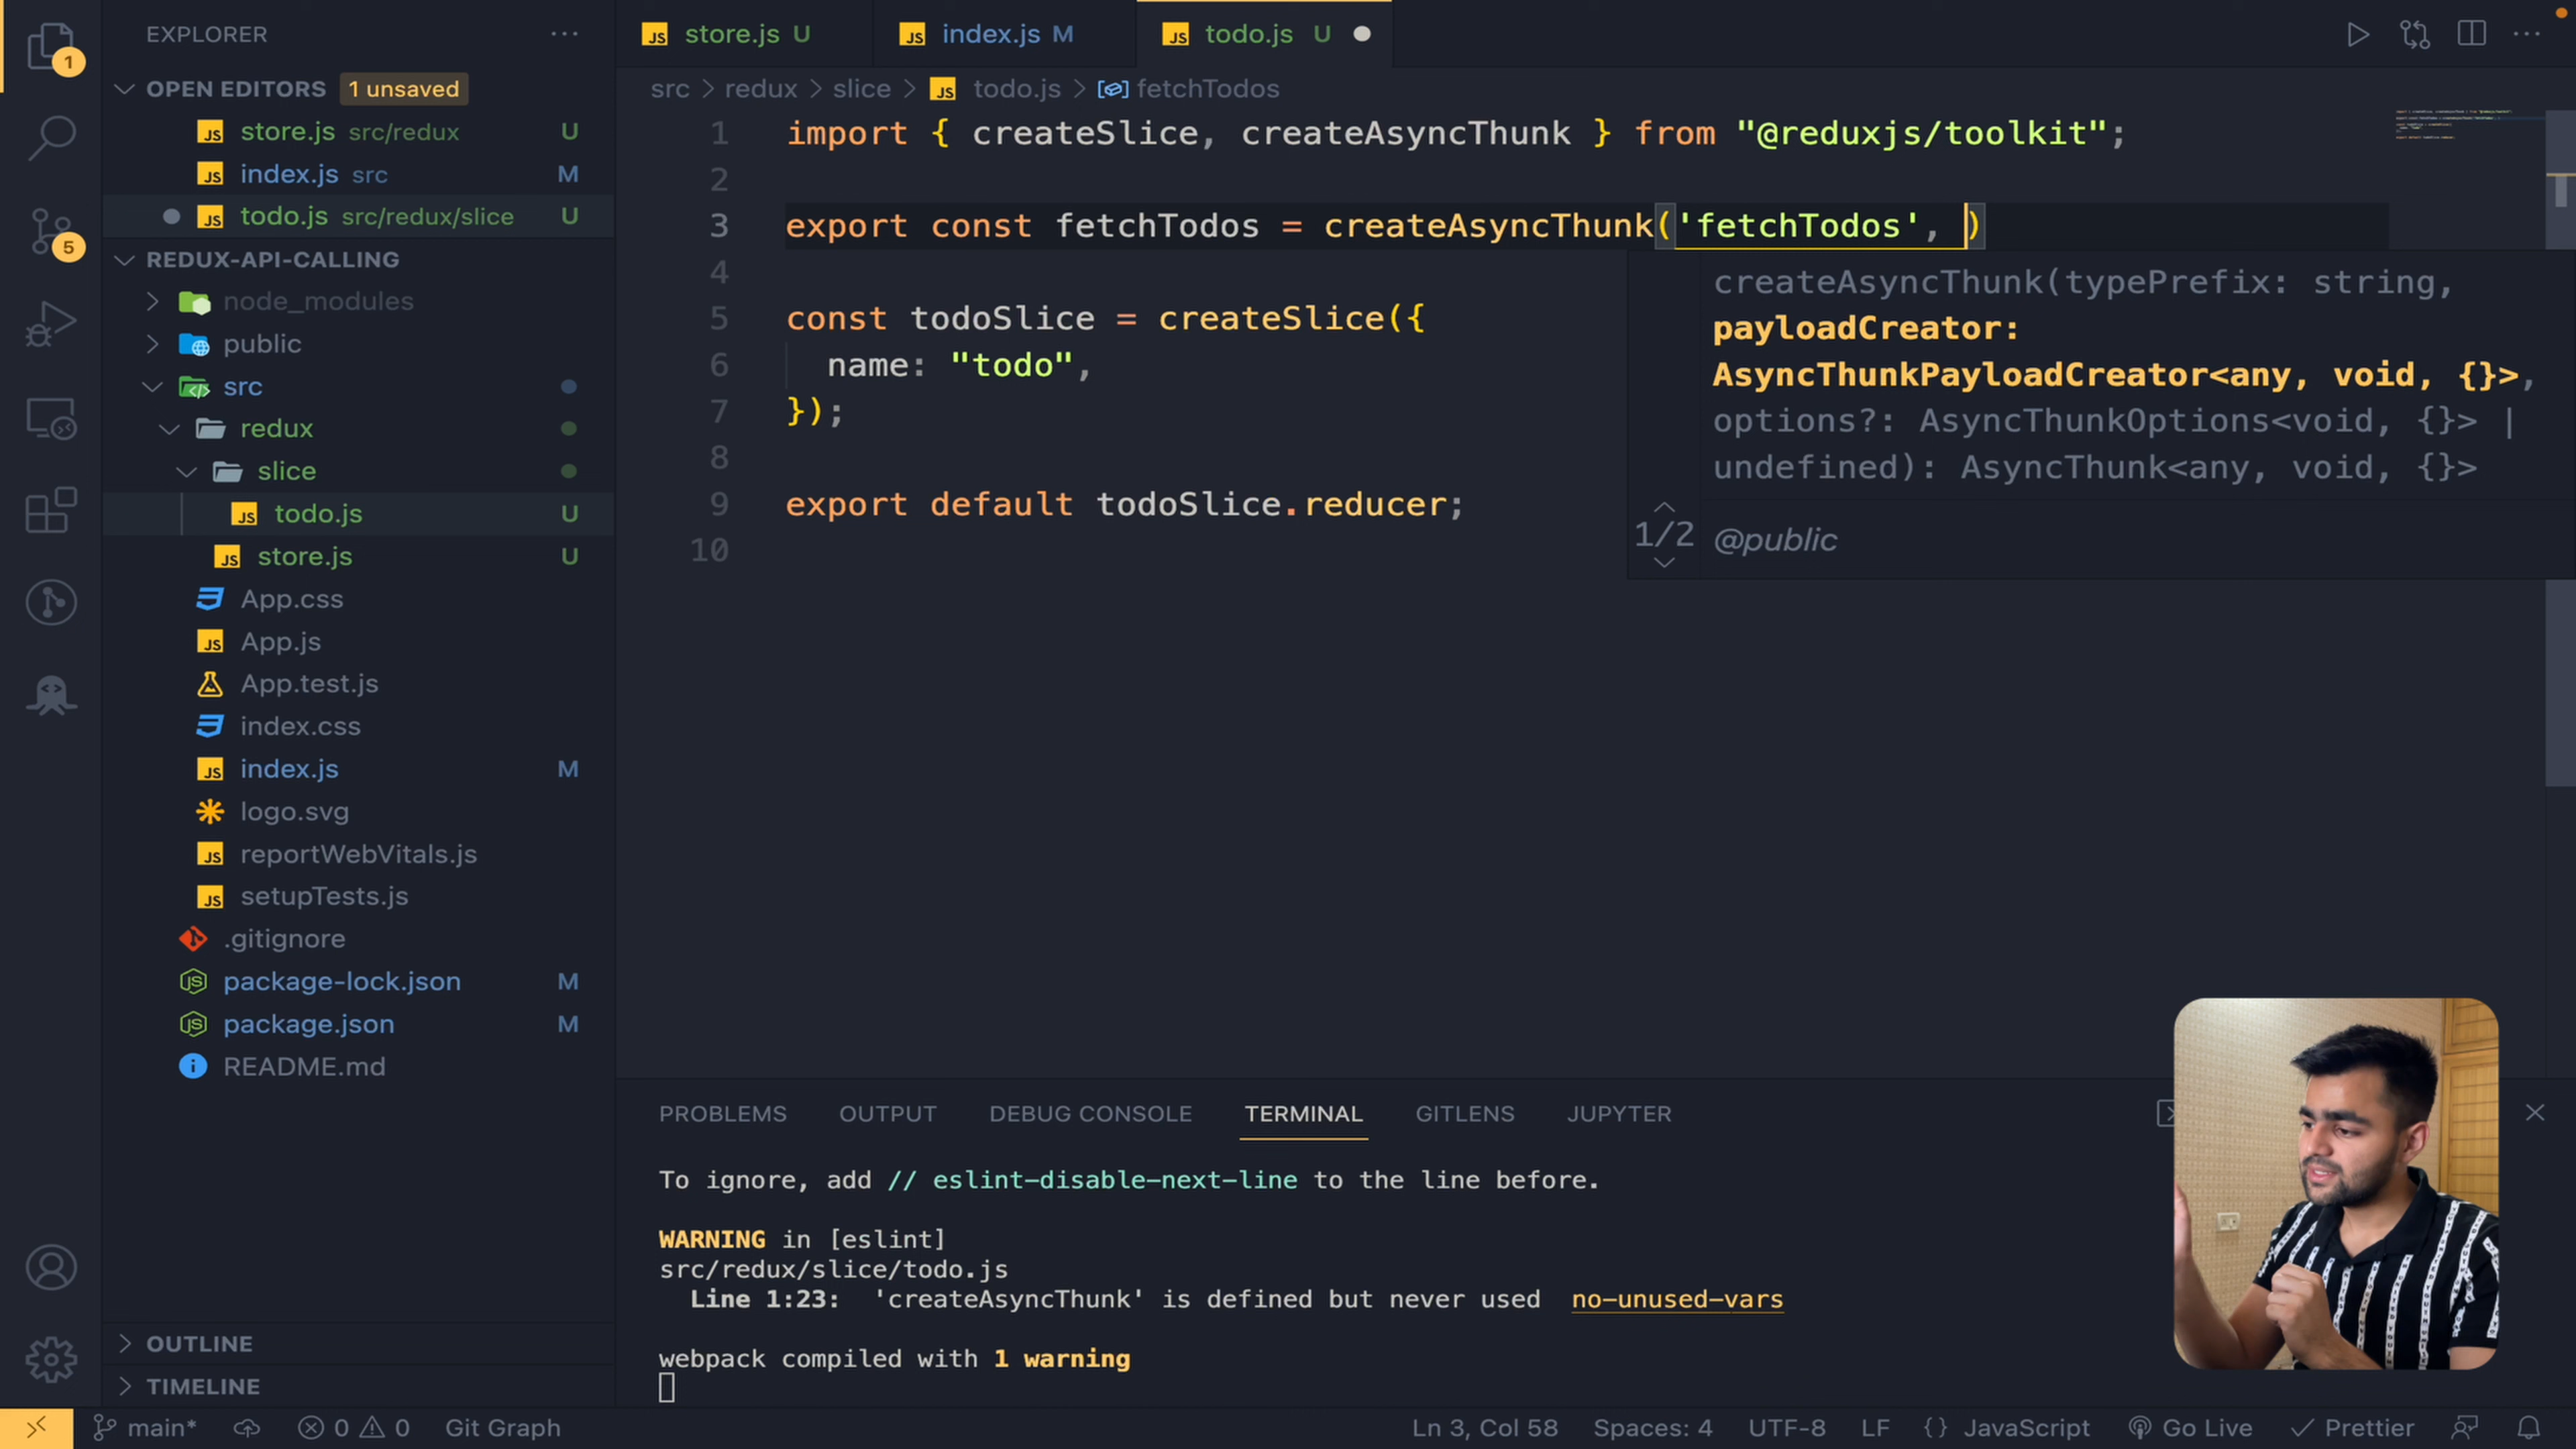 EXPLORER
OPEN EDITORS 1 unsaved
store.js src/redux U
index.js src M
todo.js src/redux/slice U
REDUX-API-CALLING
node_modules
public
src
redux
slice
todo.js U
store.js U
App.css
App.js
App.test.js
index.css
index.js M
logo.svg
reportWebVitals.js
setupTests.js
.gitignore
package-lock.json M
package.json M
README.md
OUTLINE
TIMELINE
1
5
store.js U
index.js M
todo.js U
src > redux > slice > JS todo.js > fetchTodos
1 import { createSlice, createAsyncThunk } from "@reduxjs/toolkit";
2
3 export const fetchTodos = createAsyncThunk('fetchTodos', )
4
5 const todoSlice = createSlice({
6 name: "todo",
7 });
8
9 export default todoSlice.reducer;
10
createAsyncThunk(typePrefix: string,
payloadCreator:
AsyncThunkPayloadCreator<any, void, {}>,
options?: AsyncThunkOptions<void, {}> |
undefined): AsyncThunk<any, void, {}>
1/2 @public
PROBLEMS OUTPUT DEBUG CONSOLE TERMINAL GITLENS JUPYTER
To ignore, add // eslint-disable-next-line to the line before.
WARNING in [eslint]
src/redux/slice/todo.js
Line 1:23: 'createAsyncThunk' is defined but never used no-unused-vars
webpack compiled with 1 warning
main* 0 0 Git Graph Ln 3, Col 58 Spaces: 4 UTF-8 LF {} JavaScript Go Live Prettier